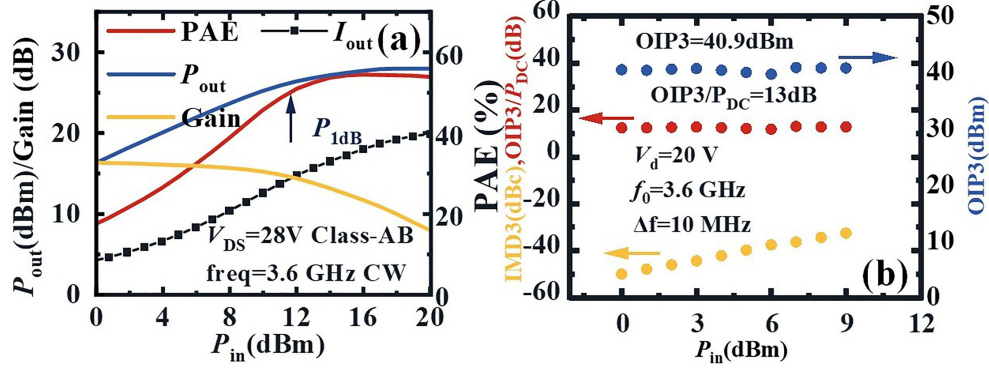 P_out(dBm)/Gain (dB)
30
20
10
0
PAE
I_out
(a)
P_out
Gain
P_1dB
V_DS=28V Class-AB
freq=3.6 GHz CW
60
40
20
0
PAE (%)
0 4 8 12 16 20
P_in(dBm)
IMD3(dBc),OIP3/P_DC(dB)
60
40
20
0
-20
-40
-60
OIP3=40.9dBm
OIP3/P_DC=13dB
V_d=20 V
f_0=3.6 GHz
Δf=10 MHz
(b)
50
40
30
20
10
0
OIP3(dBm)
0 3 6 9 12
P_in(dBm)